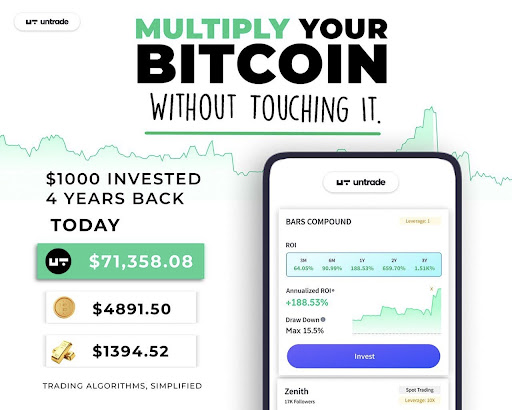 untrade
MULTIPLY YOUR
BITCOIN
WITHOUT TOUCHING IT.
$1000 INVESTED
4 YEARS BACK
TODAY
$71,358.08
$4891.50
$1394.52
TRADING ALGORITHMS, SIMPLIFIED
untrade
BARS COMPOUND
Leverage: 1
ROI
3M 6M 1Y 2Y 3Y
64.05% 90.99% 188.53% 659.70% 1.51K%
Annualized ROI+
+188.53%
Draw Down
Max 15.5%
Invest
Zenith
Spot Trading
17K Followers
Leverage: 10X